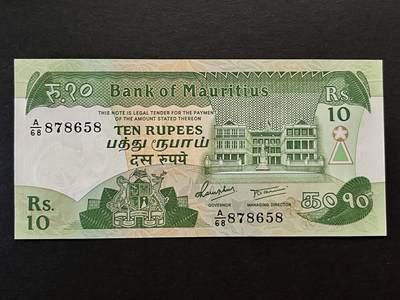 रु.१० Bank of Mauritius Rs.
10
THIS NOTE IS LEGAL TENDER FOR THE PAYMENT
OF THE AMOUNT STATED THEREON
A/68 878658
TEN RUPEES
பத்து ரூபாய்
दस रुपये
GOVERNOR MANAGING DIRECTOR
A/68 878658
Rs.
10